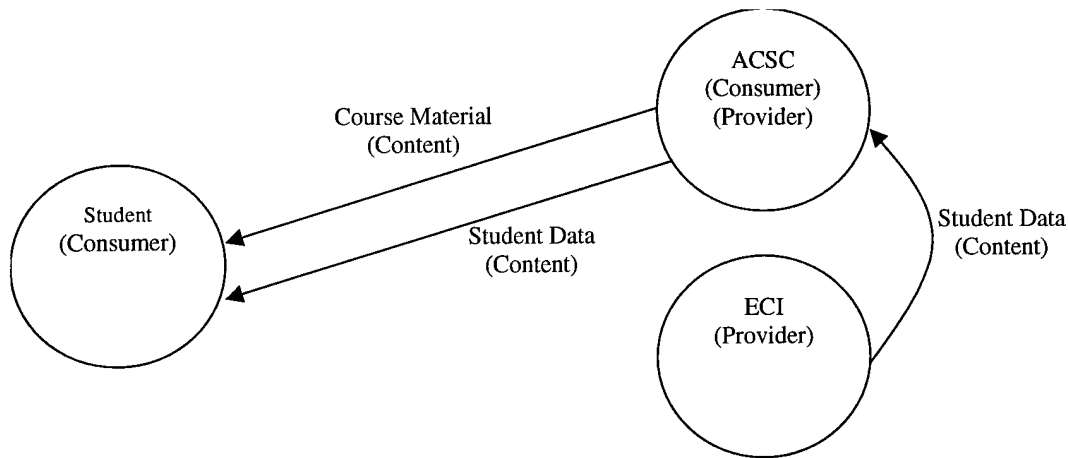 ACSC
(Consumer)
(Provider)
Course Material
(Content)
Student
(Consumer)
Student Data
(Content)
Student Data
(Content)
ECI
(Provider)